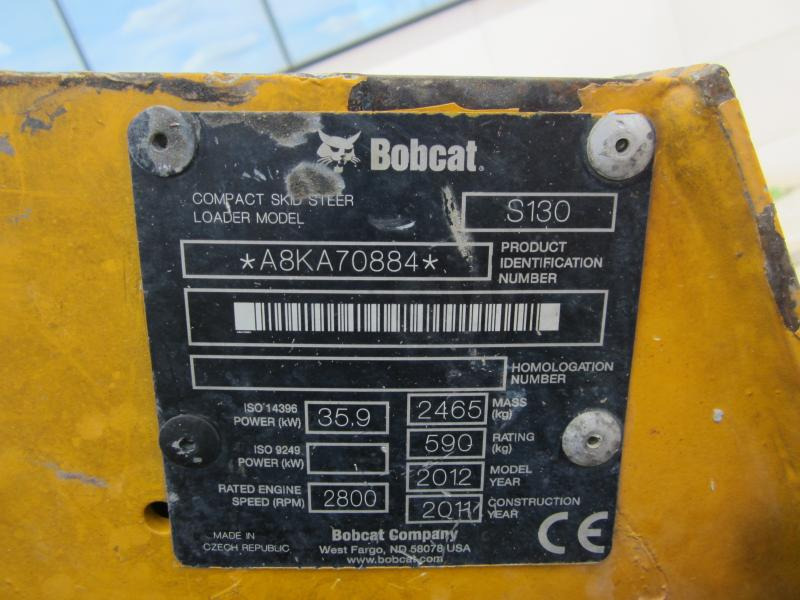 Bobcat®
COMPACT SKID STEER
LOADER MODEL
S130
*A8KA70884*
PRODUCT
IDENTIFICATION
NUMBER
HOMOLOGATION
NUMBER
ISO 14396
POWER (kW)
35,9
2465
MASS
(kg)
ISO 9249
POWER (kW)
590
RATING
(kg)
2012
MODEL
YEAR
RATED ENGINE
SPEED (RPM)
2800
2011
CONSTRUCTION
YEAR
MADE IN
CZECH REPUBLIC
Bobcat Company
West Fargo, ND 58078 USA
www.bobcat.com
CE